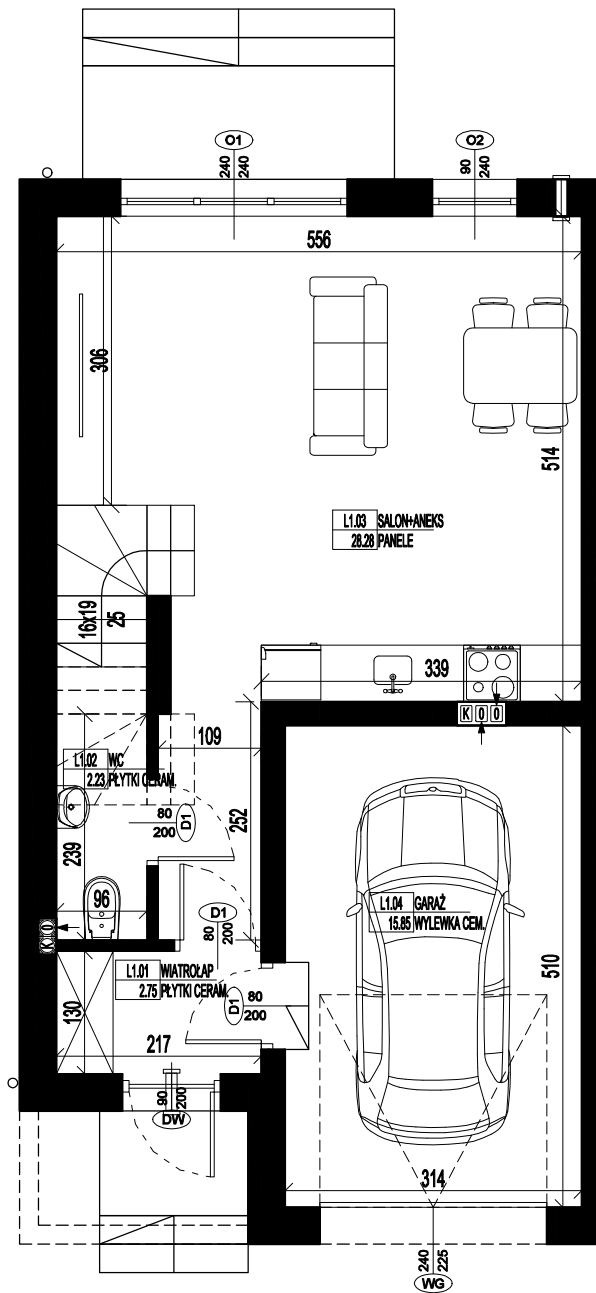 O1
240
240
O2
90
240
556
306
514
L1.03 SALON+ANEKS
28.28 PANELE
16x19
25
339
K 0 0
109
L1.02 WC
2.23 PŁYTKI CERAM.
80
200
D1
252
239
96
K 0
D1
80
200
L1.04 GARAŻ
15.85 WYLEWKA CEM.
L1.01 WIATROŁAP
2.75 PŁYTKI CERAM.
510
130
D1
80
200
217
90
200
DW
314
240
225
WG